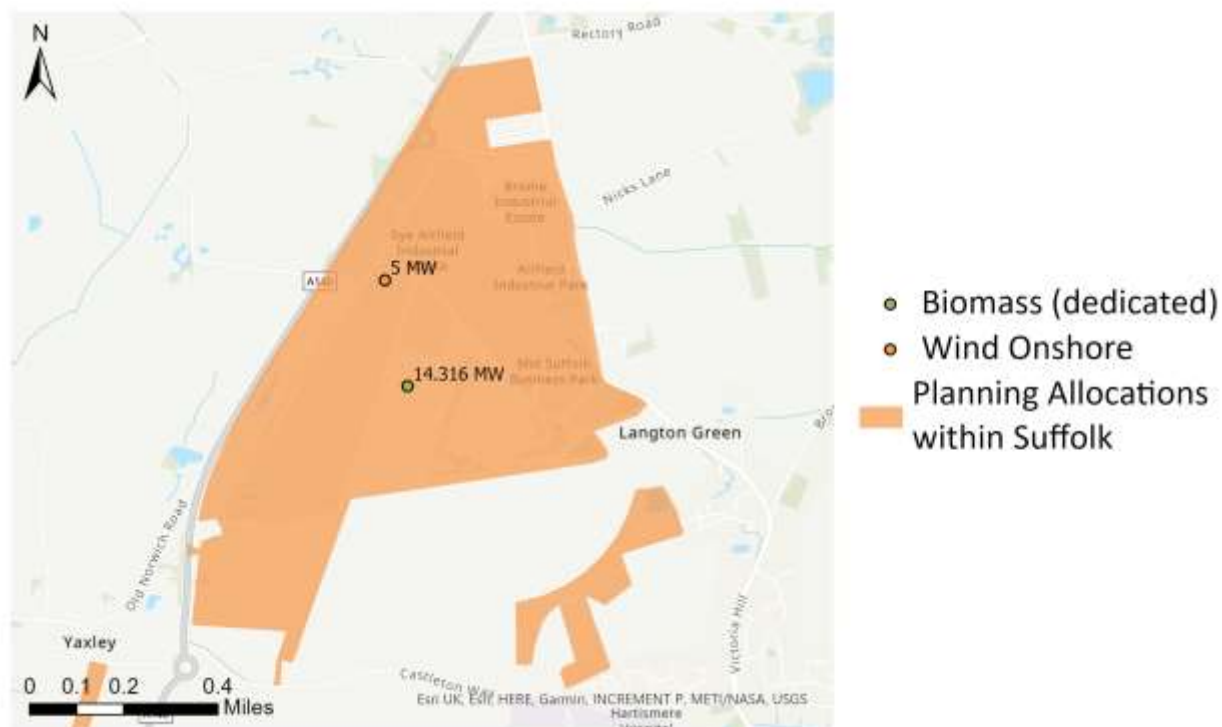 N
Rectory Road
Nicks Lane
Brome
Industrial
Estate
Eye Airfield
Industrial
5 MW
Airfield
Industrial Park
14.316 MW
Mid Suffolk
Business Park
Langton Green
Old Norwich Road
Victoria Hill
Yaxley
Castleton Way
0 0.1 0.2 0.4
Miles
Esri UK, Esri, HERE, Garmin, INCREMENT P, METI/NASA, USGS
Hartismere
Biomass (dedicated)
Wind Onshore
Planning Allocations
within Suffolk